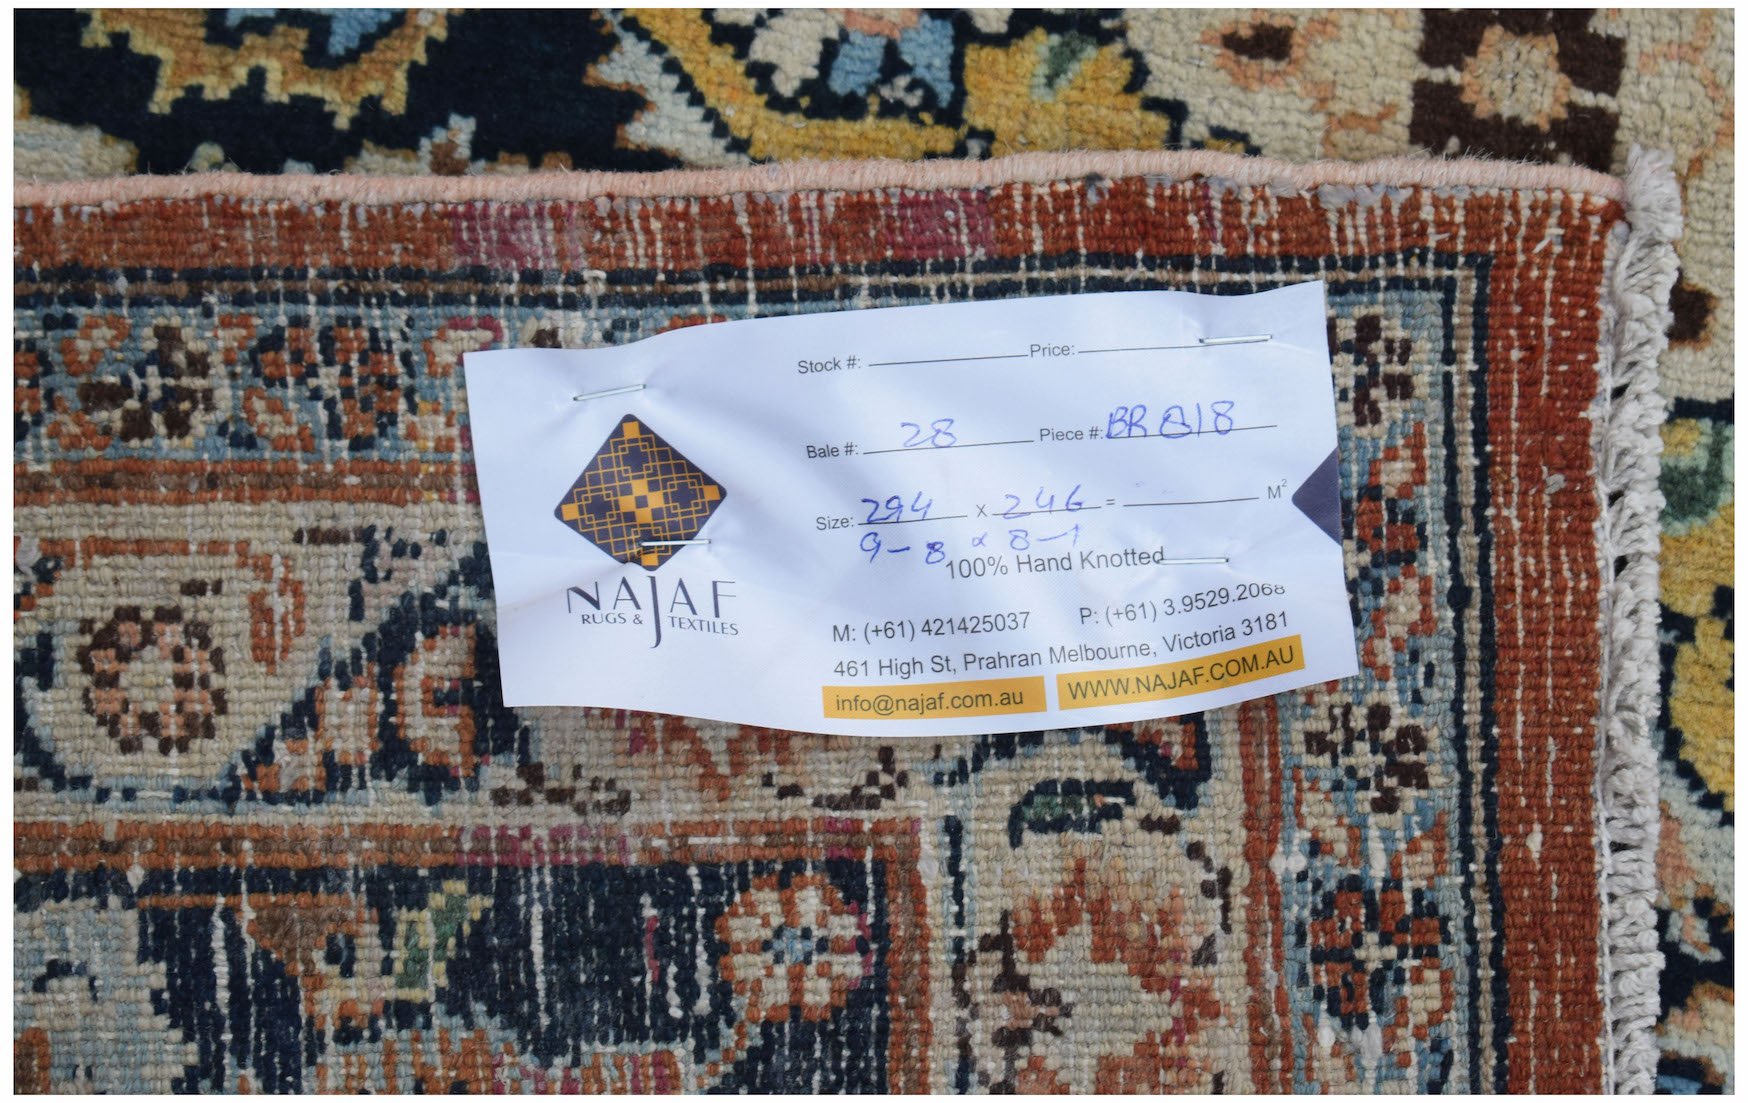 Stock #: Price:
Bale #: 28 Piece #: BR 818
Size: 294 x 246 = M²
9-8 x 8-1
100% Hand Knotted
NAJAF
RUGS & TEXTILES
M: (+61) 421425037 P: (+61) 3.9529.2068
461 High St, Prahran Melbourne, Victoria 3181
info@najaf.com.au WWW.NAJAF.COM.AU